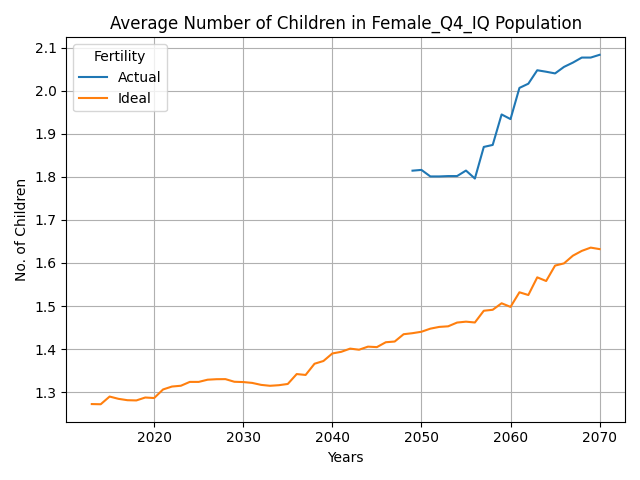 Average Number of Children in Female_Q4_IQ Population
Fertility
Actual
Ideal
No. of Children
2.1
2.0
1.9
1.8
1.7
1.6
1.5
1.4
1.3
2020 2030 2040 2050 2060 2070
Years